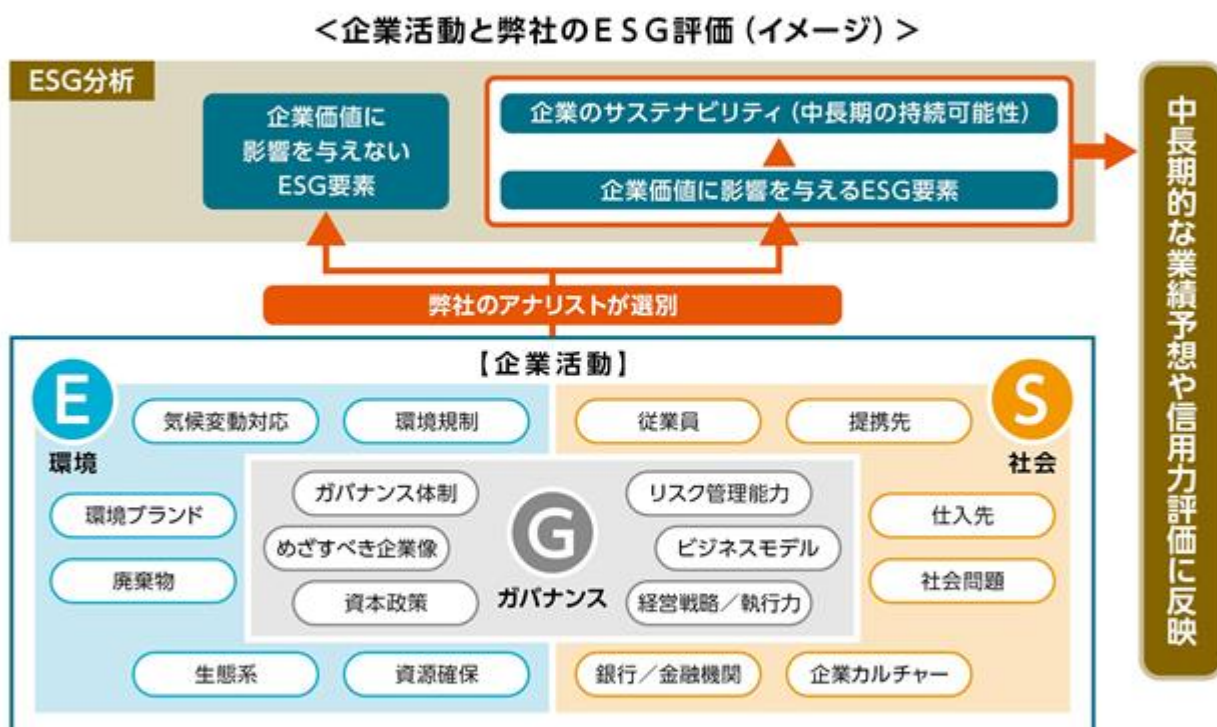 ＜企業活動と弊社のＥＳＧ評価（イメージ）＞
ESG分析
企業価値に
影響を与えない
ESG要素
企業のサステナビリティ（中長期の持続可能性）
企業価値に影響を与えるESG要素
中長期的な業績予想や信用力評価に反映
弊社のアナリストが選別
【企業活動】
E
環境
S
社会
気候変動対応
環境規制
従業員
提携先
環境ブランド
廃棄物
ガバナンス体制
めざすべき企業像
資本政策
G
ガバナンス
リスク管理能力
ビジネスモデル
経営戦略／執行力
仕入先
社会問題
生態系
資源確保
銀行／金融機関
企業カルチャー